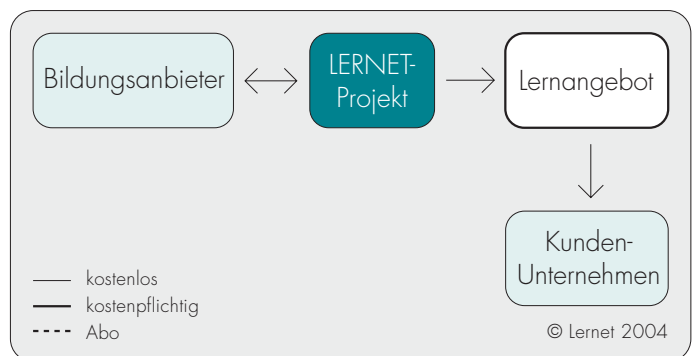 Bildungsanbieter
LERNET-
Projekt
Lernangebot
Kunden-
Unternehmen
kostenlos
kostenpflichtig
Abo
© Lernet 2004